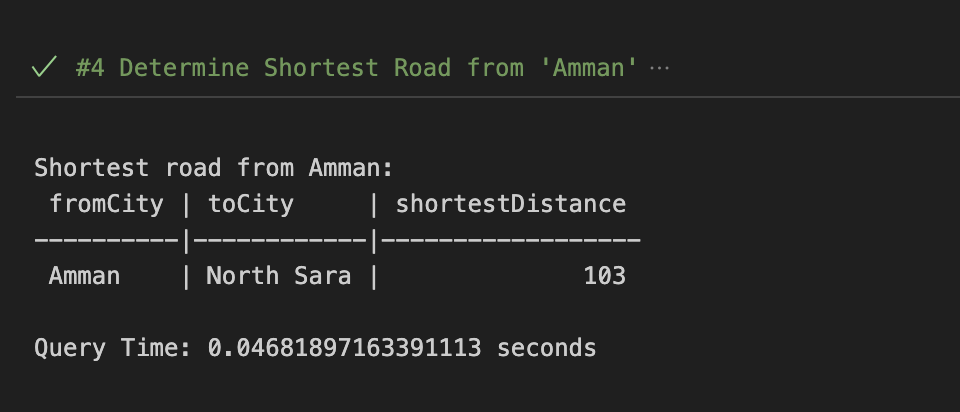 ✓ #4 Determine Shortest Road from 'Amman' ···
Shortest road from Amman:
 fromCity | toCity     | shortestDistance
----------|------------|------------------
 Amman    | North Sara |              103
Query Time: 0.04681897163391113 seconds